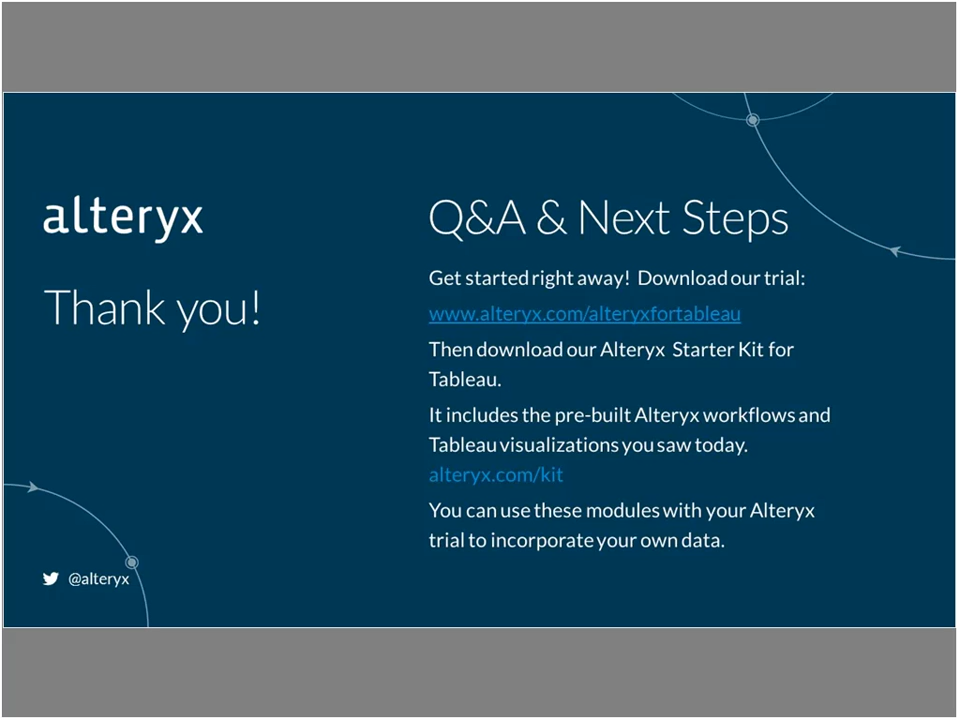 alteryx
Thank you!
@alteryx
Q&A & Next Steps
Get started right away! Download our trial:
www.alteryx.com/alteryxfortableau
Then download our Alteryx Starter Kit for
Tableau.
It includes the pre-built Alteryx workflows and
Tableau visualizations you saw today.
alteryx.com/kit
You can use these modules with your Alteryx
trial to incorporate your own data.